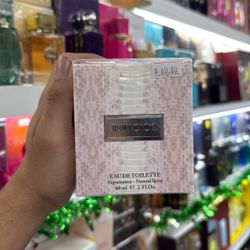 $ 60.00
JIMMY CHOO
EAU DE TOILETTE
Vaporisateur - Natural Spray
60 ml e 2 Fl.Oz.